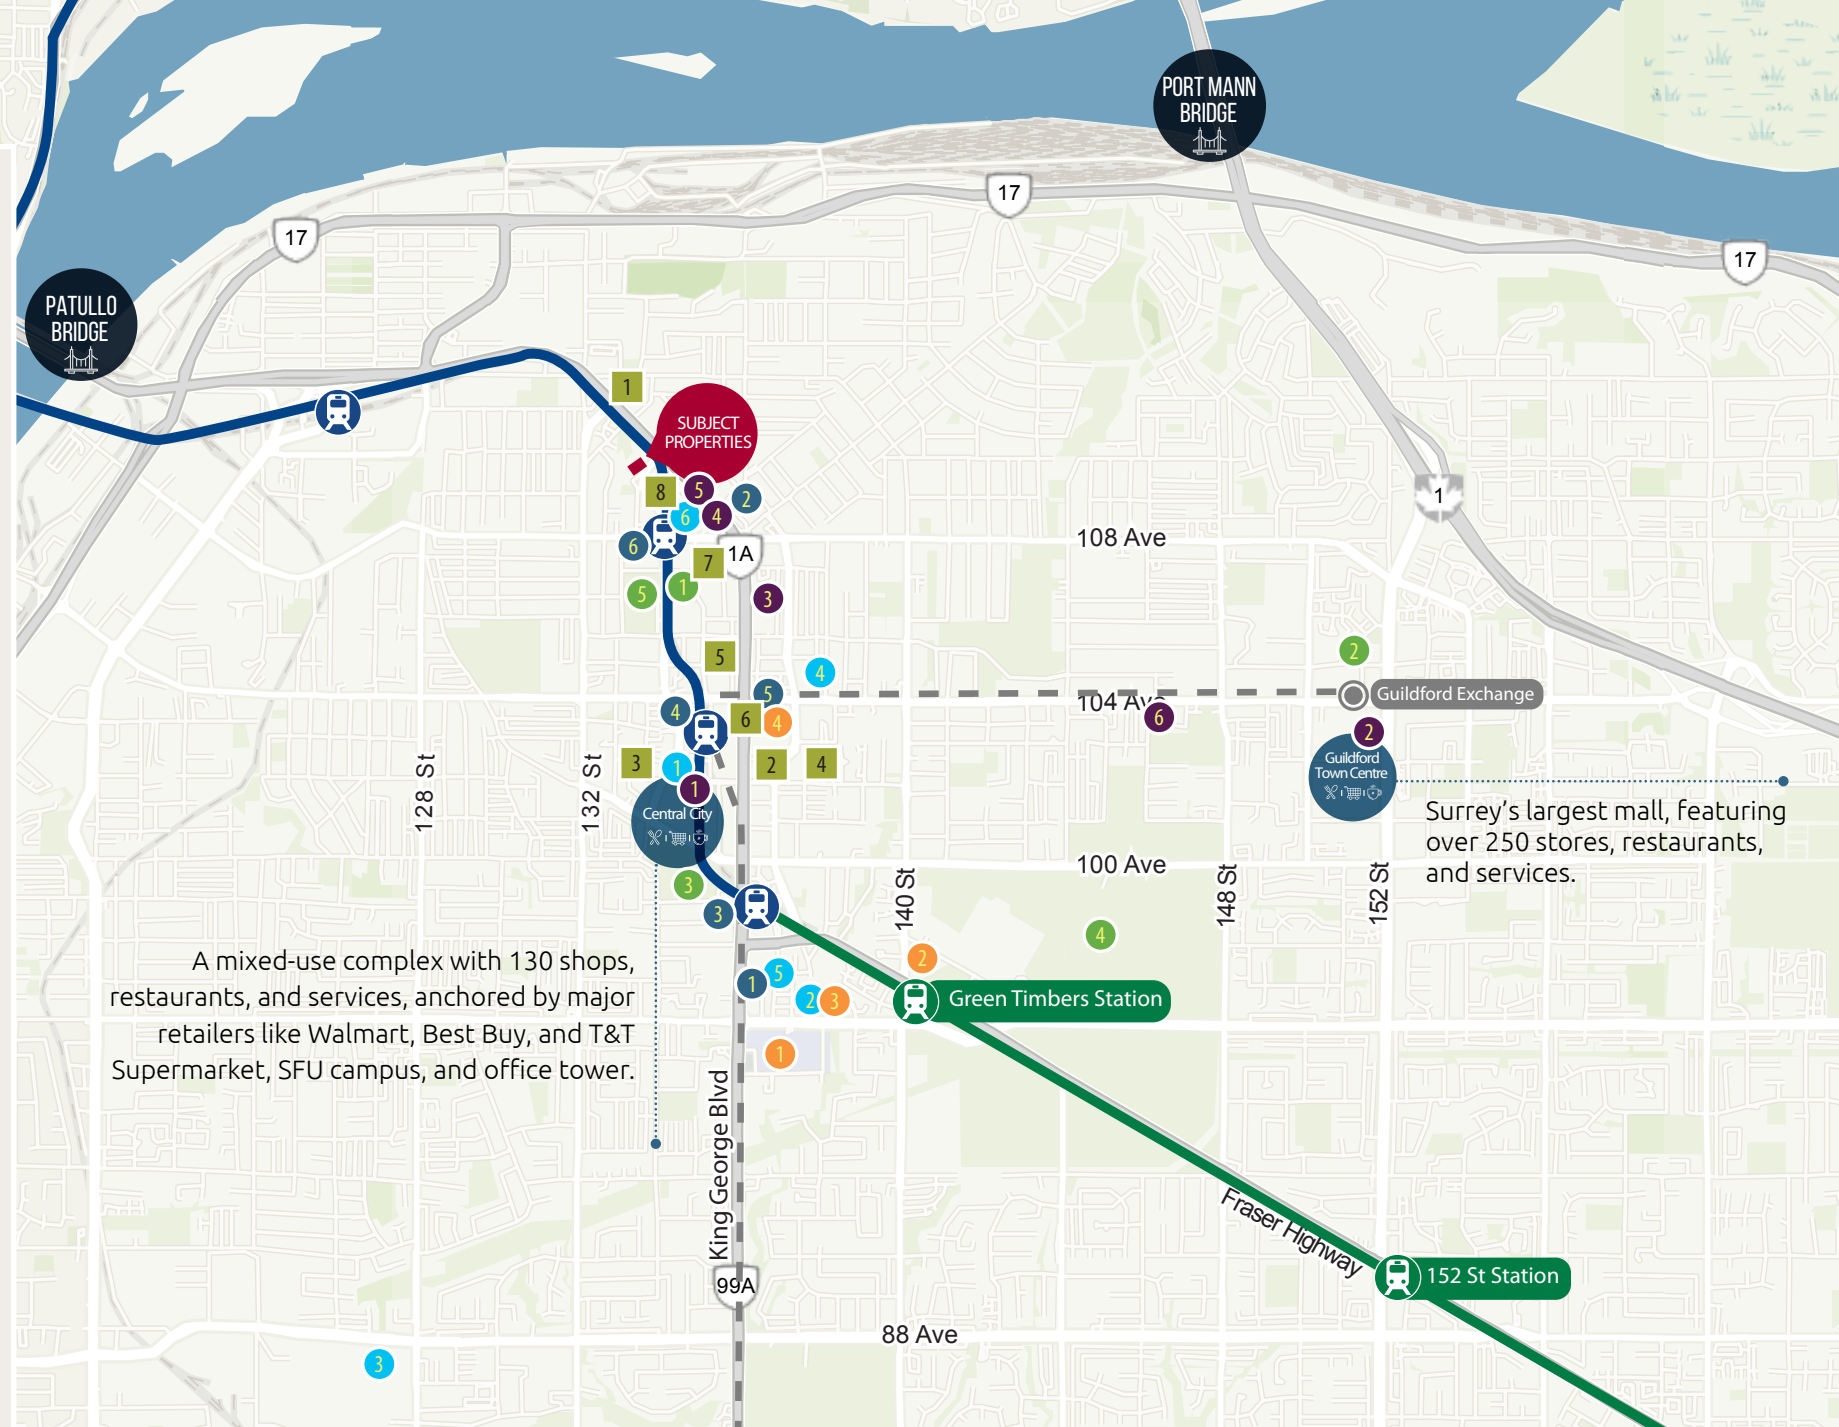 PORT MANN
BRIDGE
17
17
17
PATULLO
BRIDGE
1
SUBJECT
PROPERTIES
8
5
2
6
4
1
6
108 Ave
7
1A
5
1
3
5
4
2
5
104 Ave
Guildford Exchange
4
6
4
6
2
3
1
2
4
Guildford
Town Centre
128 St
132 St
1
Central City
Surrey's largest mall, featuring
over 250 stores, restaurants,
and services.
100 Ave
140 St
148 St
152 St
3
3
4
A mixed-use complex with 130 shops,
restaurants, and services, anchored by major
retailers like Walmart, Best Buy, and T&T
Supermarket, SFU campus, and office tower.
2
5
1
2
3
Green Timbers Station
1
King George Blvd
Fraser Highway
99A
152 St Station
88 Ave
3